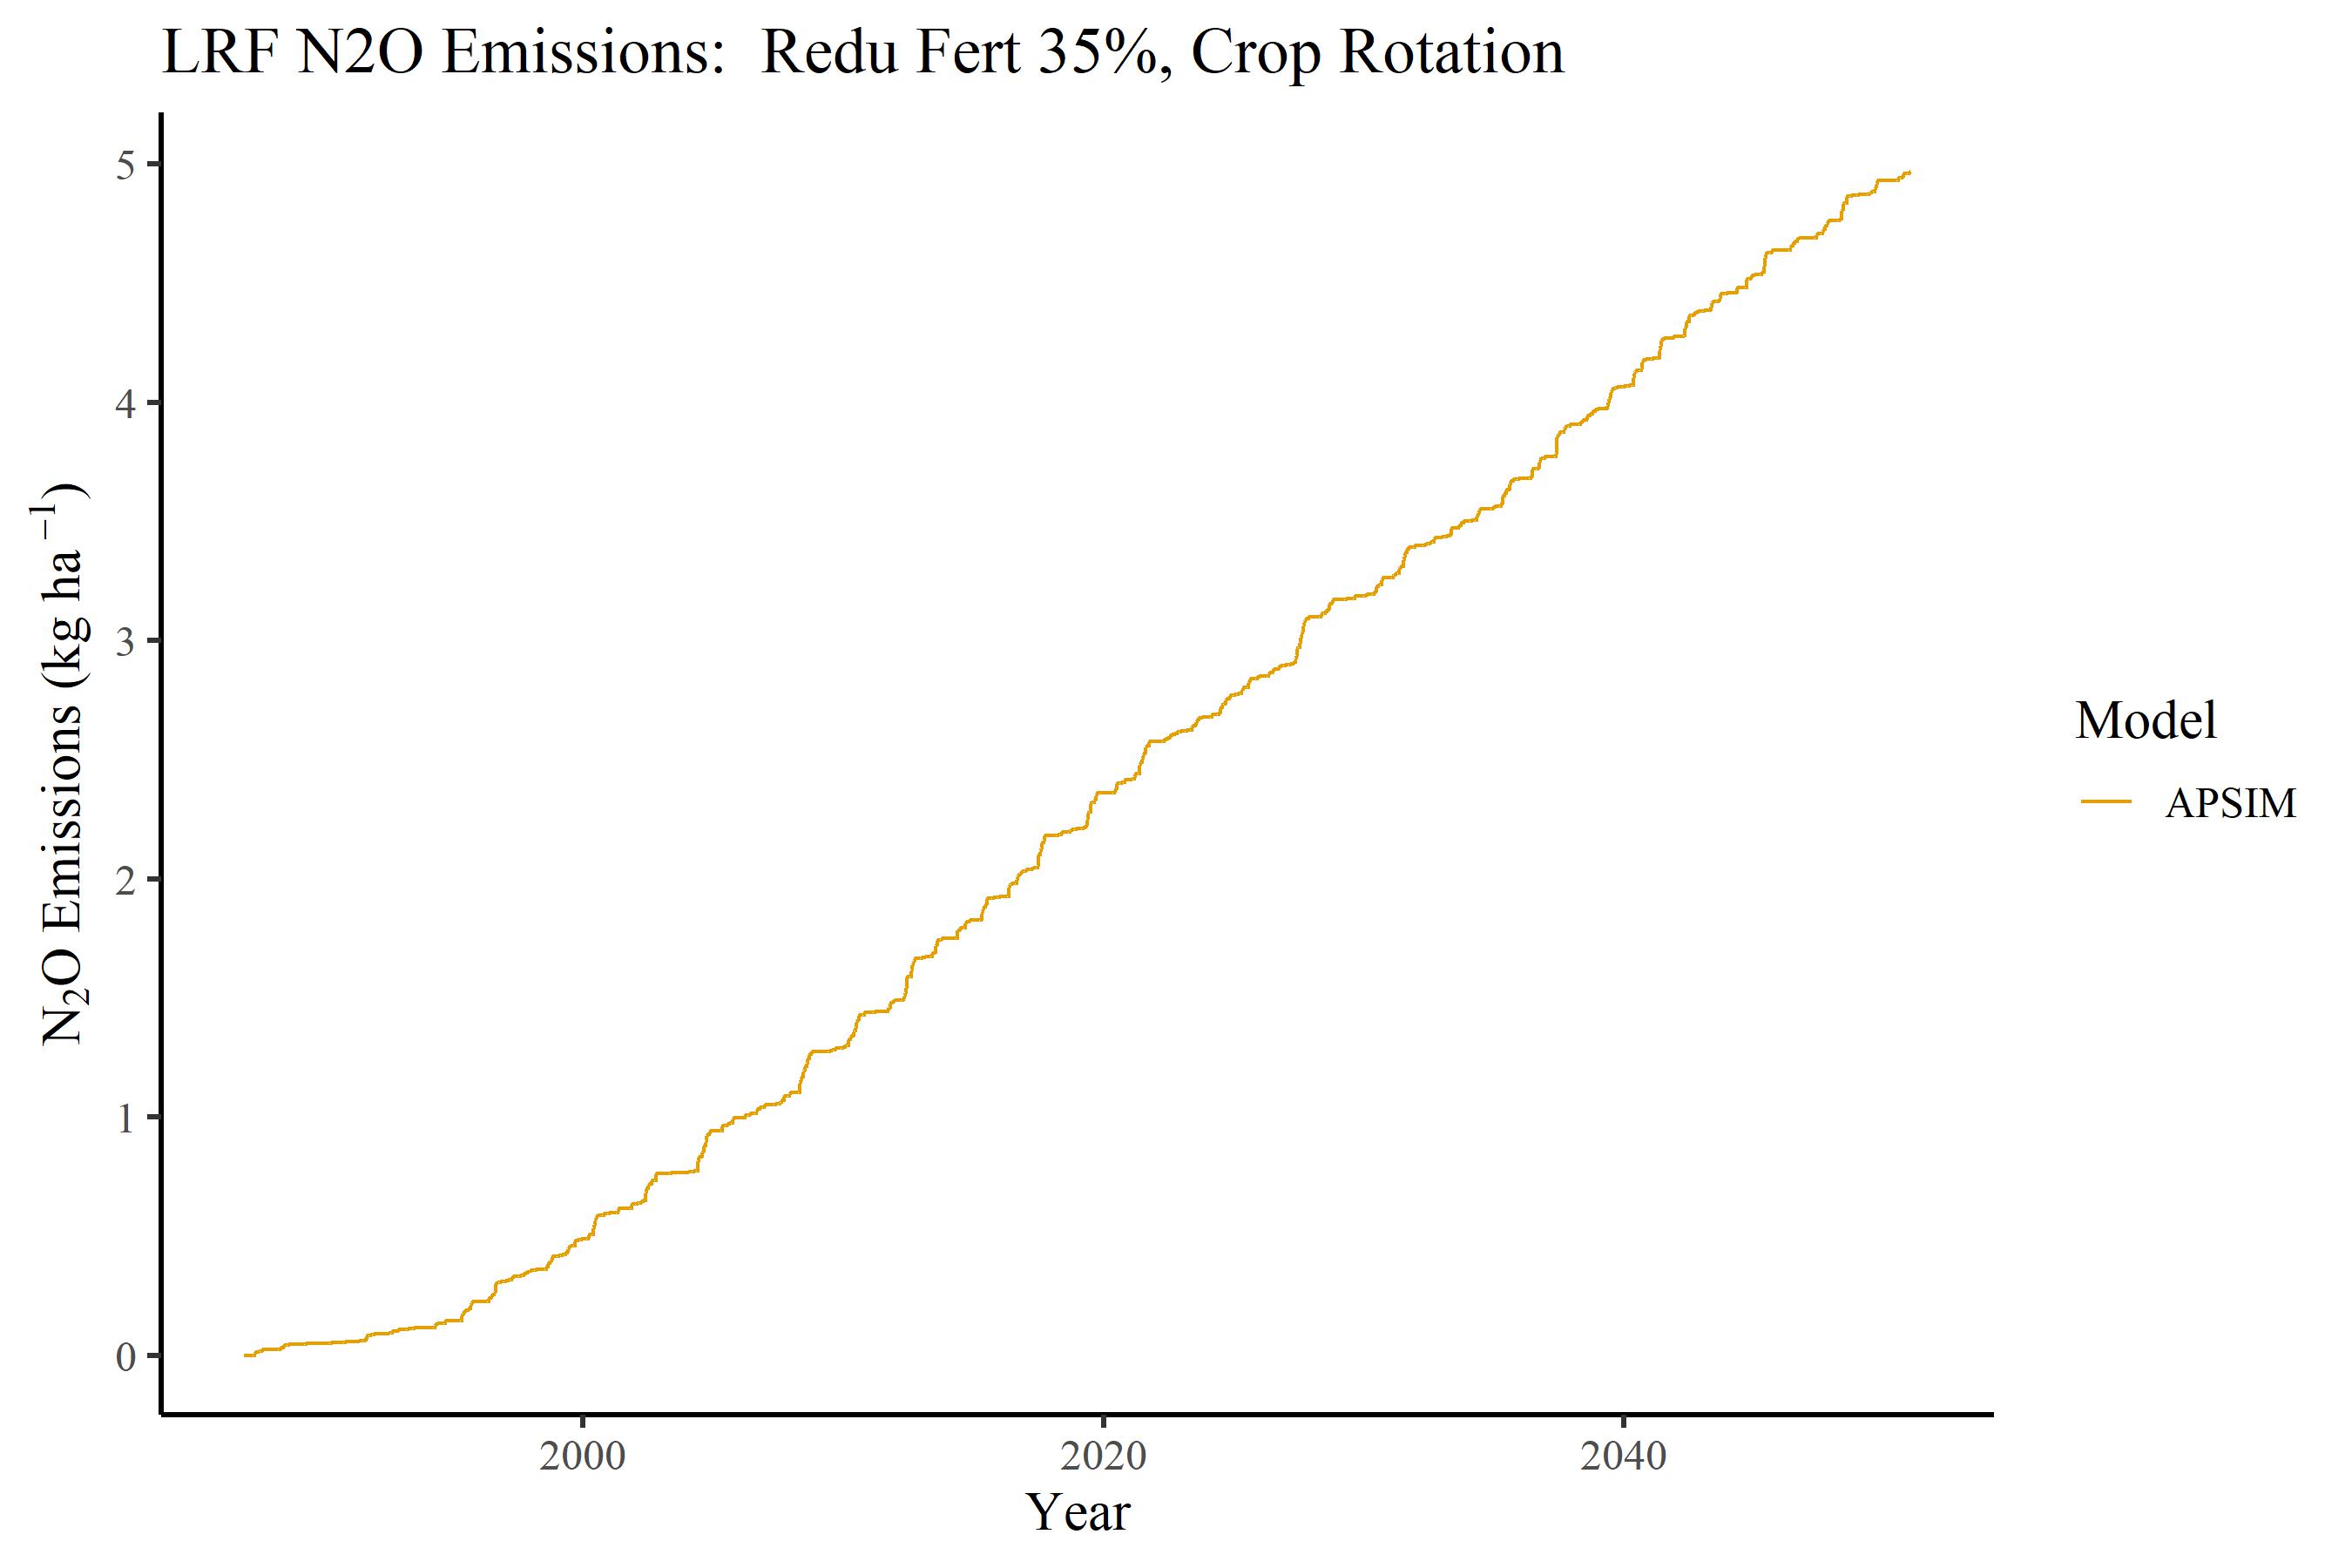 LRF N2O Emissions:  Redu Fert 35%, Crop Rotation
N₂O Emissions (kg ha⁻¹)
5
4
3
2
1
0
2000 2020 2040
Year
Model
APSIM